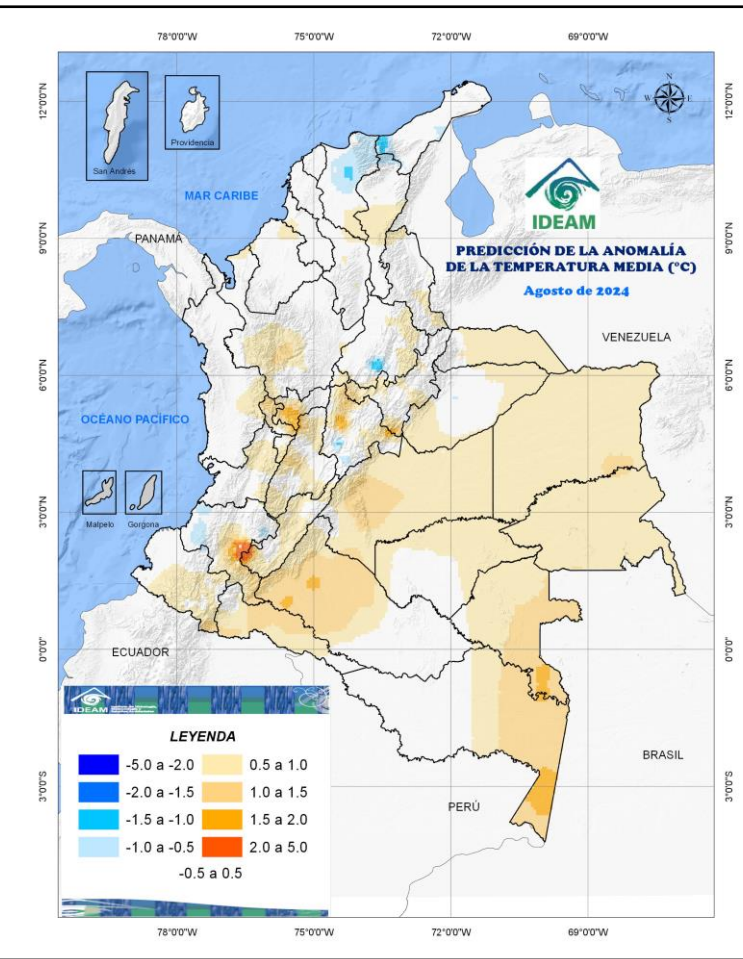 78°0'0"W 75°0'0"W 72°0'0"W 69°0'0"W
12°0'0"N 12°0'0"N
N
W E
S
San Andrés
Providencia
MAR CARIBE
IDEAM
9°0'0"N 9°0'0"N
PANAMÁ
PREDICCIÓN DE LA ANOMALÍA
DE LA TEMPERATURA MEDIA (°C)
Agosto de 2024
VENEZUELA
6°0'0"N 6°0'0"N
OCÉANO PACÍFICO
3°0'0"N 3°0'0"N
Malpelo Gorgona
0°0'0" 0°0'0"
ECUADOR
IDEAM
LEYENDA
-5.0 a -2.0 0.5 a 1.0
-2.0 a -1.5 1.0 a 1.5
-1.5 a -1.0 1.5 a 2.0
-1.0 a -0.5 2.0 a 5.0
-0.5 a 0.5
BRASIL
PERÚ
3°0'0"S 3°0'0"S
78°0'0"W 75°0'0"W 72°0'0"W 69°0'0"W